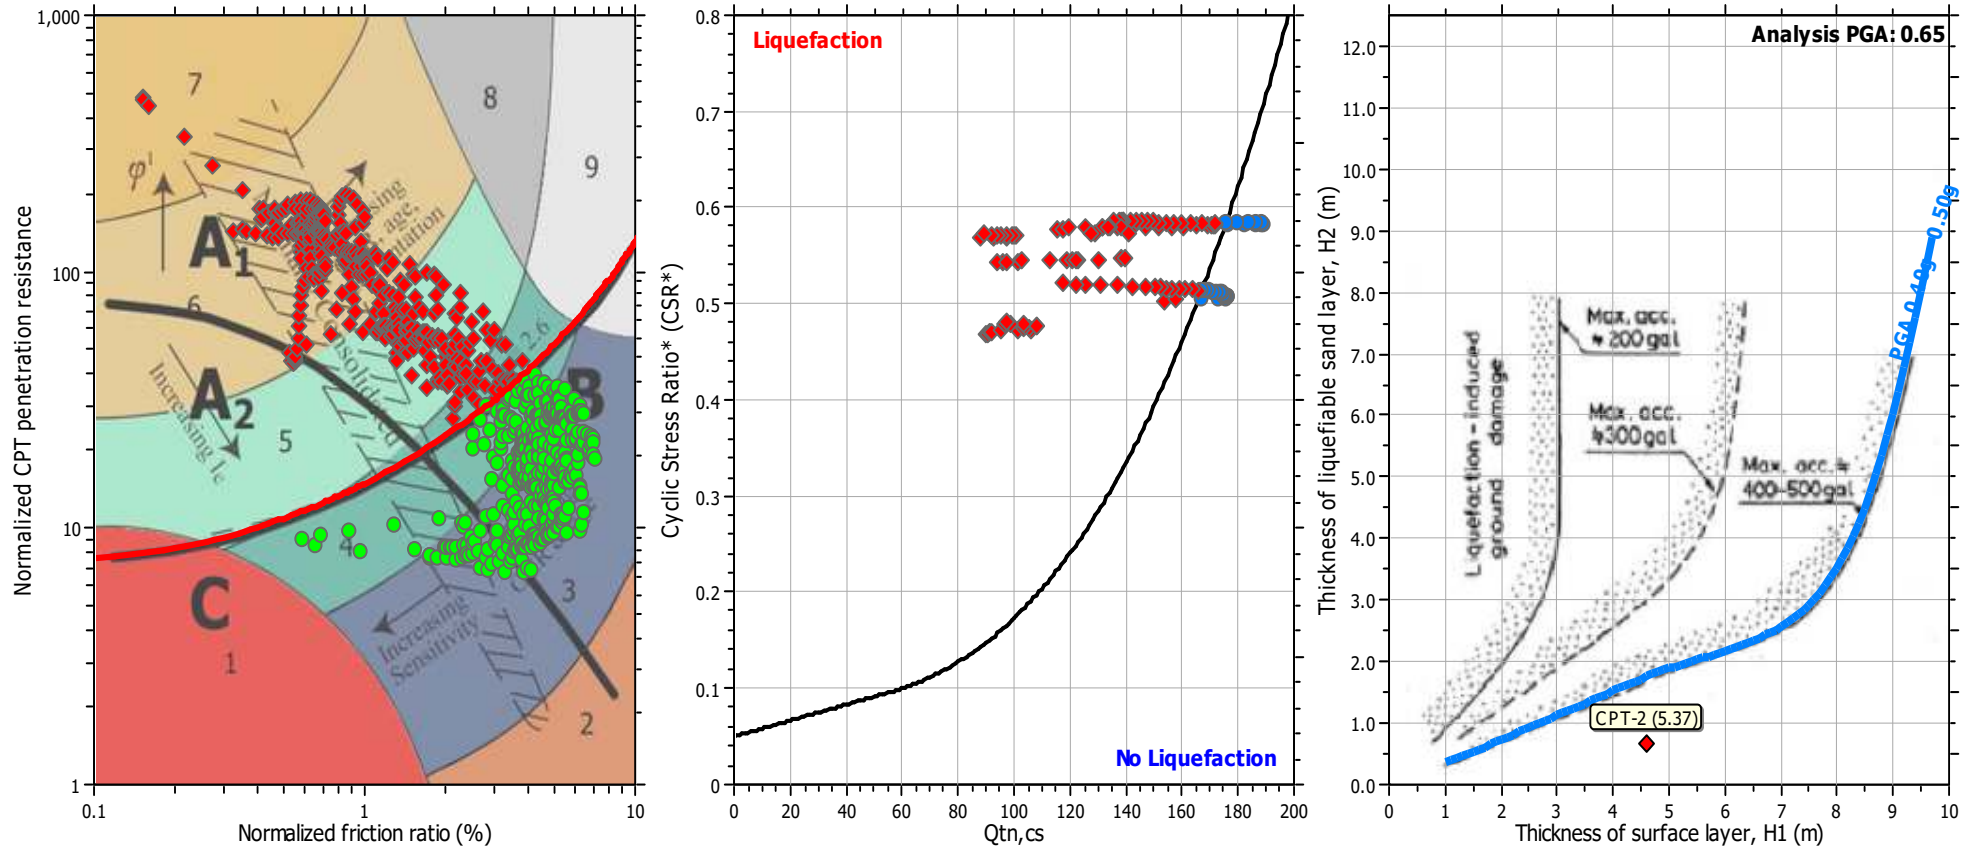 1,000
100
10
1
0.1
1
10
Normalized CPT penetration resistance
Normalized friction ratio (%)
7
8
9
φ'
A1
6
A2
5
2.6
B
4
C
3
1
2
Increasing Ic
Increasing
Sensitivity
Liquefaction
No Liquefaction
0.8
0.7
0.6
0.5
0.4
0.3
0.2
0.1
0
0
20
40
60
80
100
120
140
160
180
200
Cyclic Stress Ratio* (CSR*)
Qtn,cs
Analysis PGA: 0.65
12.0
11.0
10.0
9.0
8.0
7.0
6.0
5.0
4.0
3.0
2.0
1.0
0.0
0
1
2
3
4
5
6
7
8
9
10
Thickness of liquefiable sand layer, H2 (m)
Thickness of surface layer, H1 (m)
Liquefaction - induced
ground damage
Max. acc.
≒ 200 gal
Max. acc.
≒ 300 gal
Max. acc. ≒
400-500 gal
PGA 0.40g - 0.50g
CPT-2 (5.37)